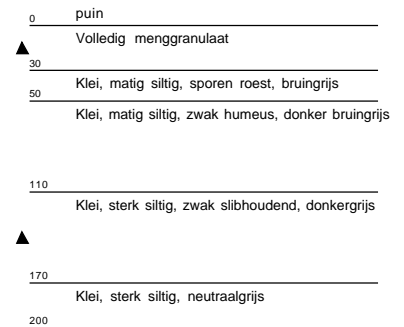 0 puin
Volledig menggranulaat
30
Klei, matig siltig, sporen roest, bruingrijs
50
Klei, matig siltig, zwak humeus, donker bruingrijs
110
Klei, sterk siltig, zwak slibhoudend, donkergrijs
170
Klei, sterk siltig, neutraalgrijs
200